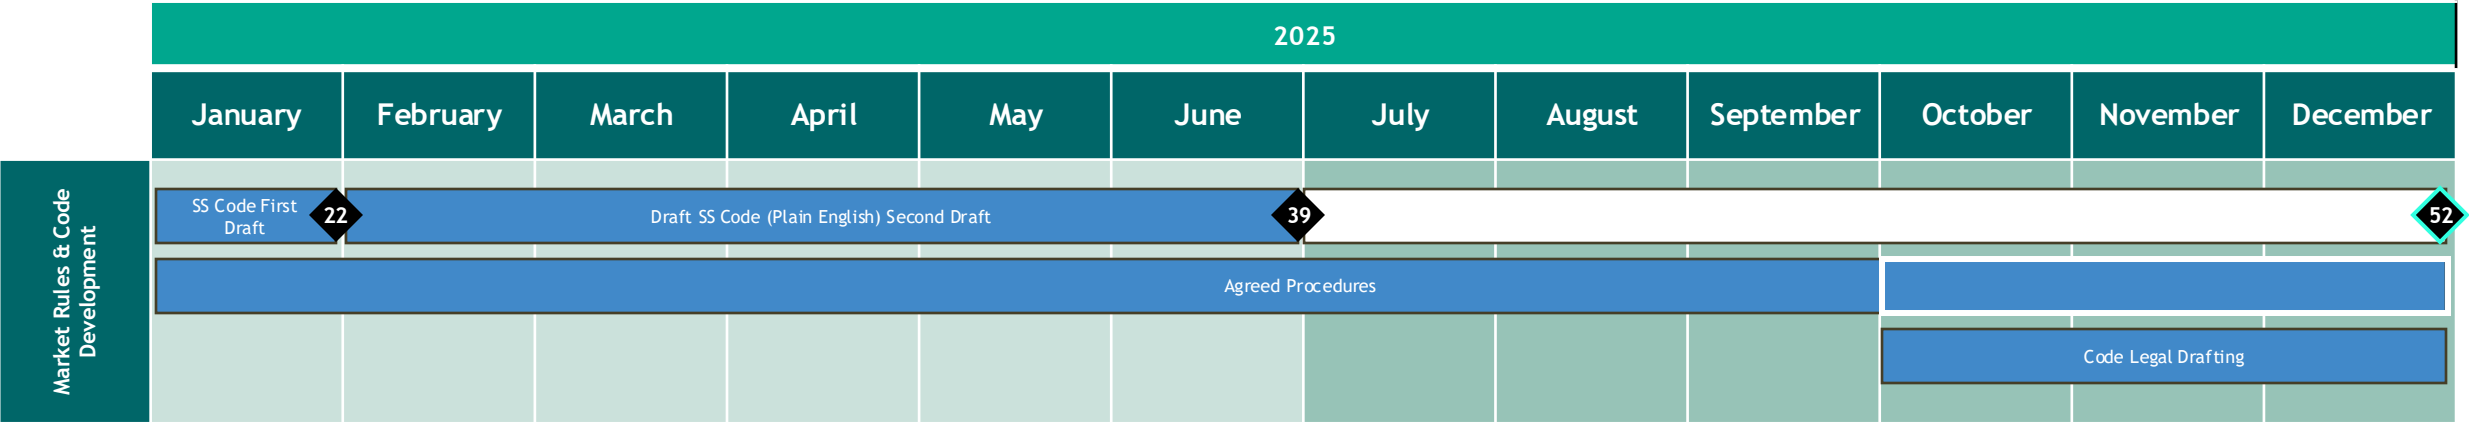 2025
January
February
March
April
May
June
July
August
September
October
November
December
Market Rules & Code
Development
SS Code First
Draft
22
Draft SS Code (Plain English) Second Draft
39
52
Agreed Procedures
Code Legal Drafting